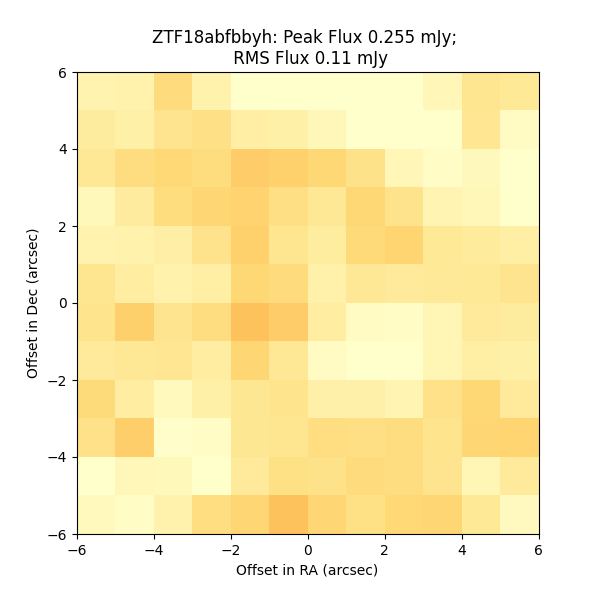 ZTF18abfbbyh: Peak Flux 0.255 mJy;
RMS Flux 0.11 mJy
6
4
2
0
−2
−4
−6
Offset in Dec (arcsec)
−6 −4 −2 0 2 4 6
Offset in RA (arcsec)